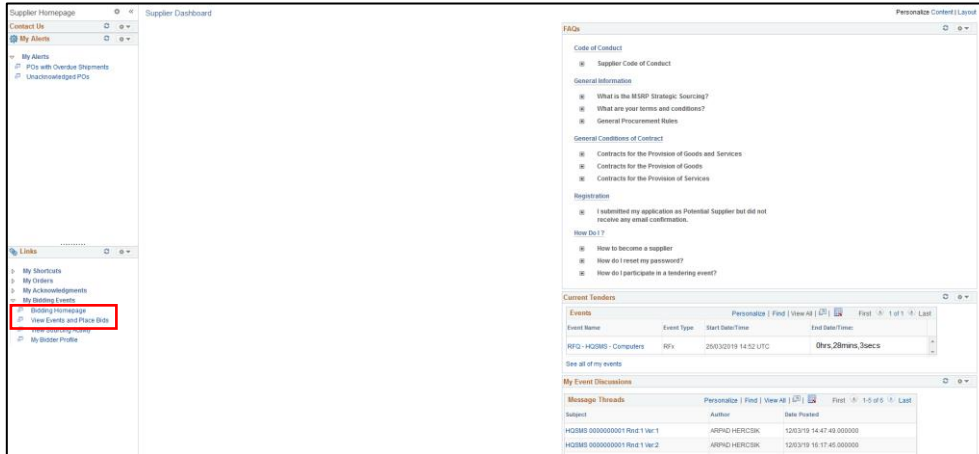 Supplier Homepage
Supplier Dashboard
Personalize Content | Layout
Contact Us
My Alerts
My Alerts
POs with Overdue Shipments
Unacknowledged POs
Links
My Shortcuts
My Orders
My Acknowledgments
My Bidding Events
Bidding Homepage
View Events and Place Bids
View Sourcing Activity
My Bidder Profile
FAQs
Code of Conduct
Supplier Code of Conduct
General Information
What is the MSRP Strategic Sourcing?
What are your terms and conditions?
General Procurement Rules
General Conditions of Contract
Contracts for the Provision of Goods and Services
Contracts for the Provision of Goods
Contracts for the Provision of Services
Registration
I submitted my application as Potential Supplier but did not
receive any email confirmation.
How Do I ?
How to become a supplier
How do I reset my password?
How do I participate in a tendering event?
Current Tenders
Events Personalize | Find | View All | First 1 of 1 Last
Event Name Event Type Start Date/Time End Date/Time:
RFQ - HQSMS - Computers RFx 26/03/2019 14:52 UTC 0hrs,28mins,3secs
See all of my events
My Event Discussions
Message Threads Personalize | Find | View All | First 1-5 of 6 Last
Subject Author Date Posted
HQSMS 0000000001 Rnd:1 Ver:1 ARPAD HERCSIK 12/03/19 14:47:49.000000
HQSMS 0000000001 Rnd:1 Ver:2 ARPAD HERCSIK 12/03/19 16:17:45.000000